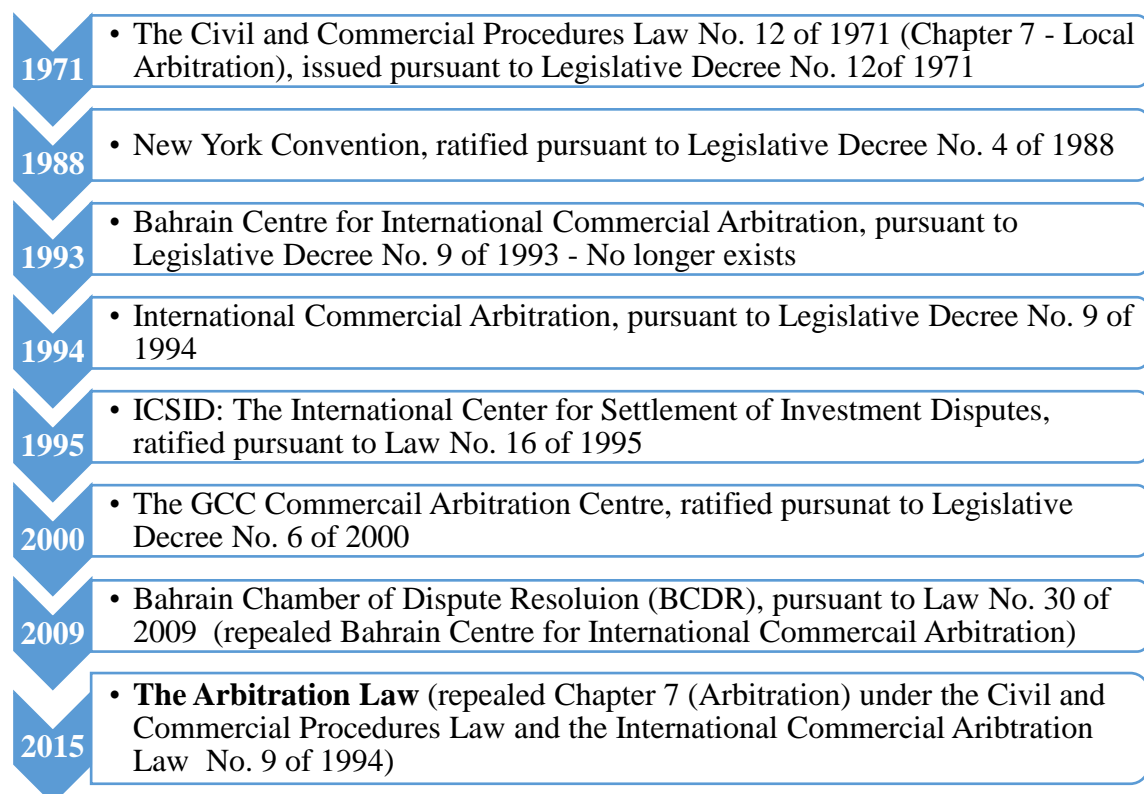 1971
• The Civil and Commercial Procedures Law No. 12 of 1971 (Chapter 7 - Local
Arbitration), issued pursuant to Legislative Decree No. 12of 1971
1988
• New York Convention, ratified pursuant to Legislative Decree No. 4 of 1988
1993
• Bahrain Centre for International Commercial Arbitration, pursuant to
Legislative Decree No. 9 of 1993 - No longer exists
1994
• International Commercial Arbitration, pursuant to Legislative Decree No. 9 of
1994
1995
• ICSID: The International Center for Settlement of Investment Disputes,
ratified pursuant to Law No. 16 of 1995
2000
• The GCC Commercail Arbitration Centre, ratified pursunat to Legislative
Decree No. 6 of 2000
2009
• Bahrain Chamber of Dispute Resoluion (BCDR), pursuant to Law No. 30 of
2009 (repealed Bahrain Centre for International Commercail Arbitration)
2015
• The Arbitration Law (repealed Chapter 7 (Arbitration) under the Civil and
Commercial Procedures Law and the International Commercial Aribtration
Law No. 9 of 1994)